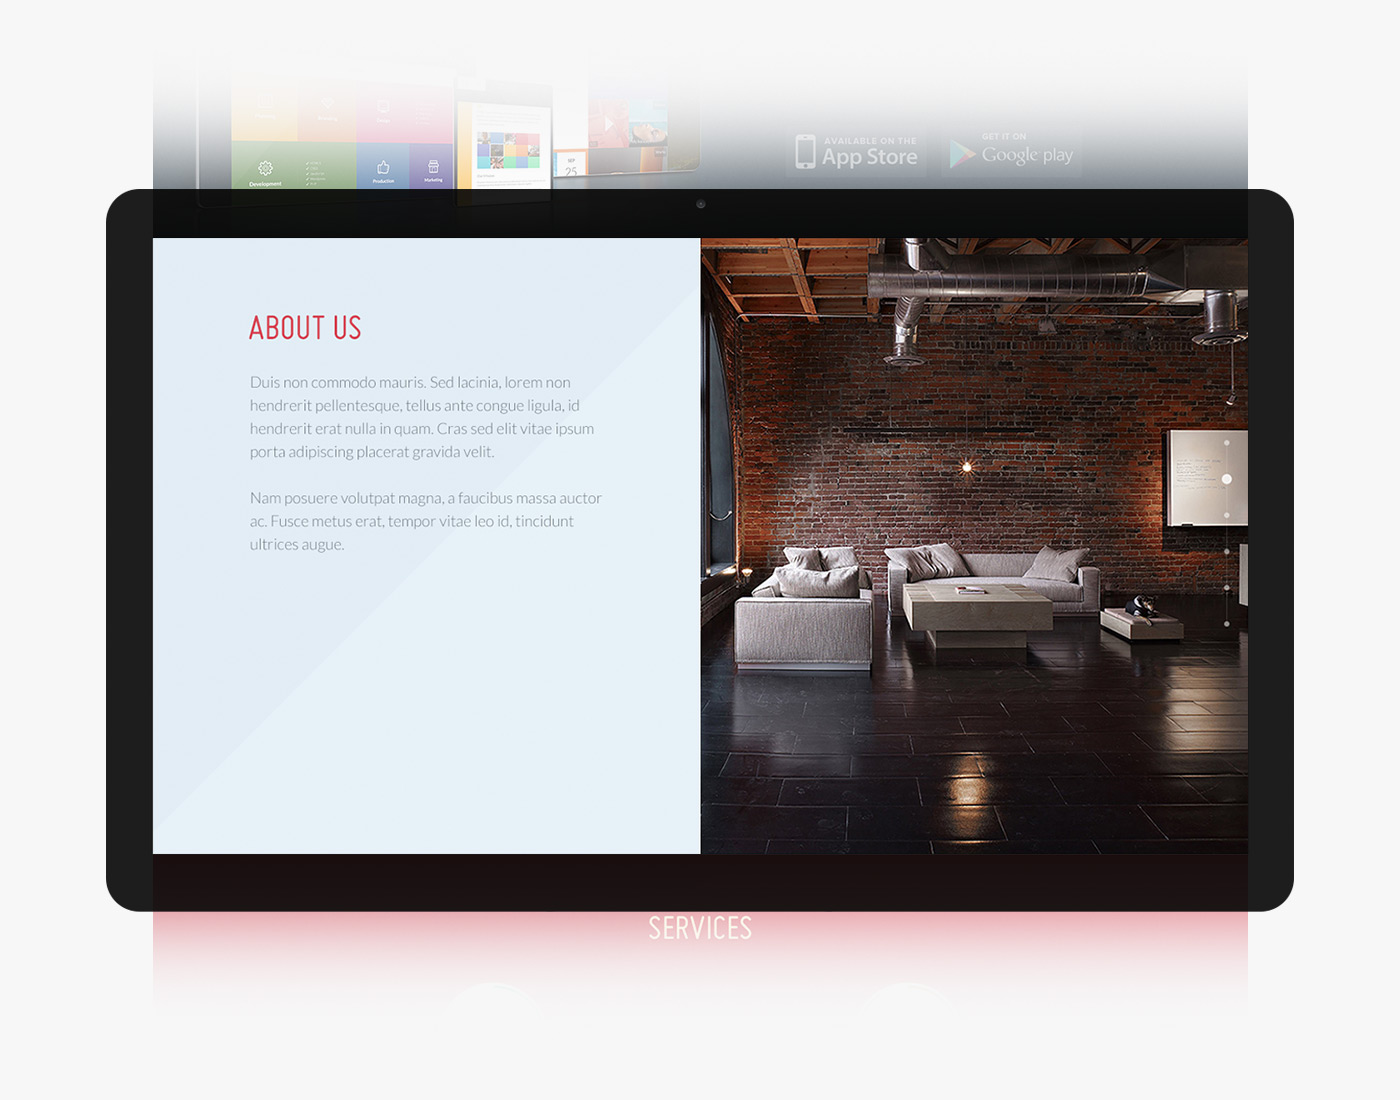 Development
Production
Marketing
SEP
25
AVAILABLE ON THE
App Store
GET IT ON
Google play
ABOUT US
Duis non commodo mauris. Sed lacinia, lorem non
hendrerit pellentesque, tellus ante congue ligula, id
hendrerit erat nulla in quam. Cras sed elit vitae ipsum
porta adipiscing placerat gravida velit.
Nam posuere volutpat magna, a faucibus massa auctor
ac. Fusce metus erat, tempor vitae leo id, tincidunt
ultrices augue.
SERVICES